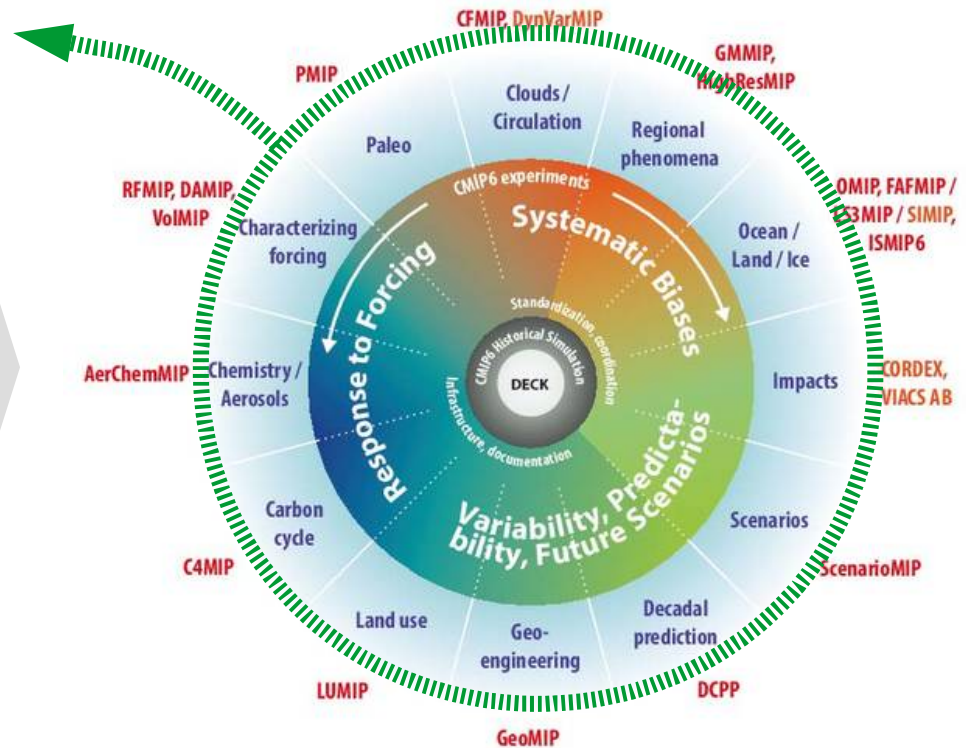 CFMIP, DynVarMIP
GMMIP,
HighResMIP
PMIP
Clouds /
Circulation
Regional
phenomena
Paleo
CMIP6 experiments
RFMIP, DAMIP,
VolMIP
OMIP, FAFMIP /
LS3MIP / SIMIP,
ISMIP6
Characterizing
forcing
Systematic Biases
Ocean /
Land / Ice
Response to Forcing
Standardization, coordination
CMIP6 Historical Simulation
DECK
AerChemMIP
Chemistry /
Aerosols
Impacts
CORDEX,
VIACS AB
Infrastructure, documentation
Variability, Predicta-
bility, Future Scenarios
Carbon
cycle
Scenarios
C4MIP
ScenarioMIP
Land use
Geo-
engineering
Decadal
prediction
LUMIP
DCPP
GeoMIP